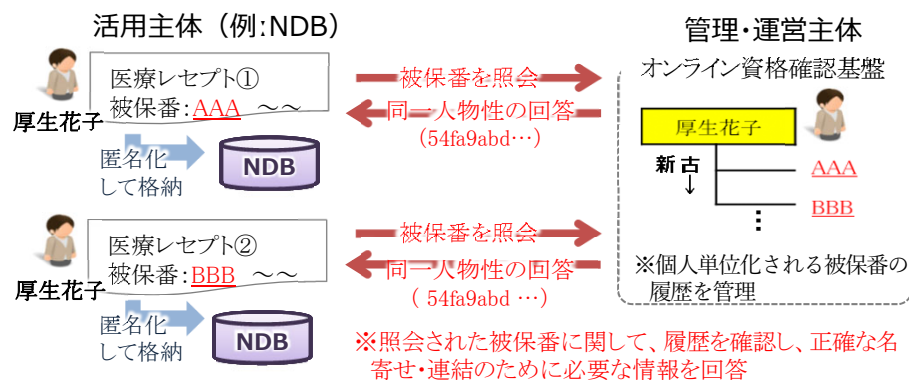 活用主体（例:NDB）
医療レセプト①
被保番:AAA ～～
厚生花子
匿名化
して格納
NDB
被保番を照会
同一人物性の回答
(54fa9abd…)
管理・運営主体
オンライン資格確認基盤
厚生花子
新 古
↓
AAA
BBB
…
※個人単位化される被保番の
履歴を管理
医療レセプト②
被保番:BBB ～～
厚生花子
匿名化
して格納
NDB
被保番を照会
同一人物性の回答
( 54fa9abd …)
※照会された被保番に関して、履歴を確認し、正確な名
寄せ・連結のために必要な情報を回答